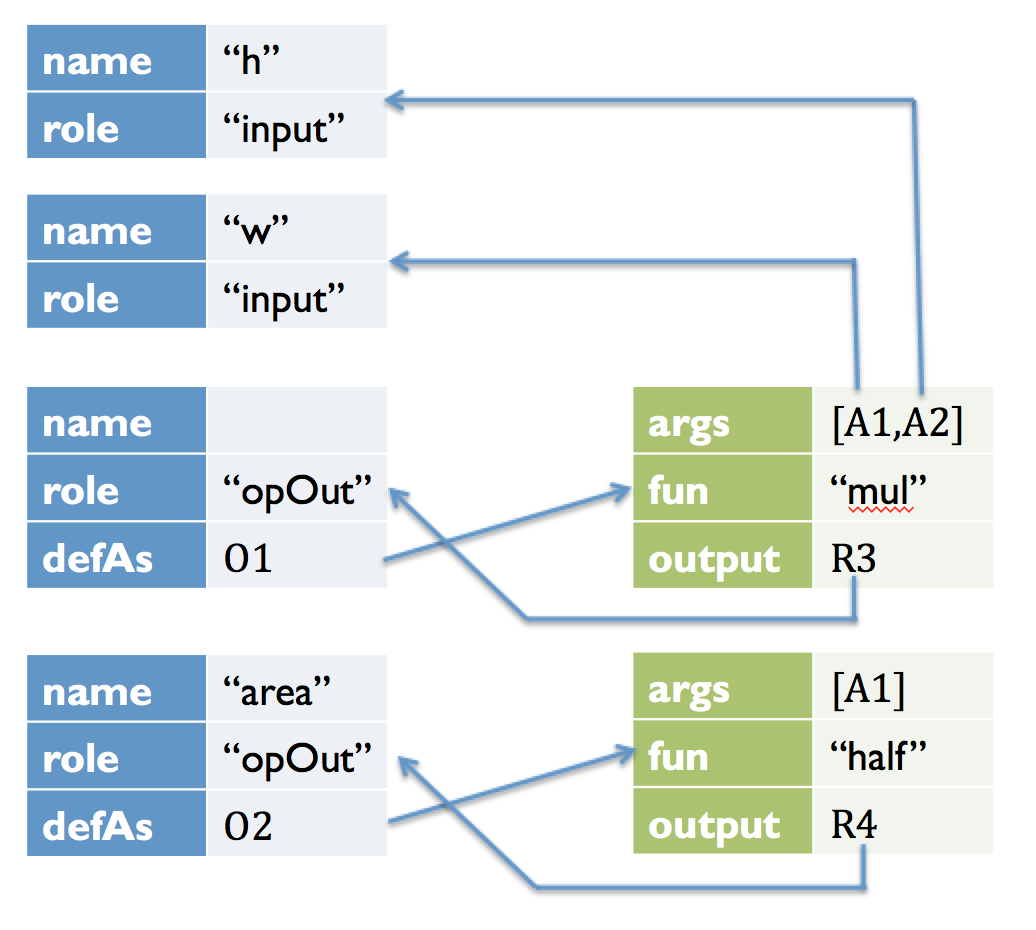 name “h”
role “input”
name “w”
role “input”
name
role “opOut”
defAs O1
args [A1,A2]
fun “mul”
output R3
name “area”
role “opOut”
defAs O2
args [A1]
fun “half”
output R4